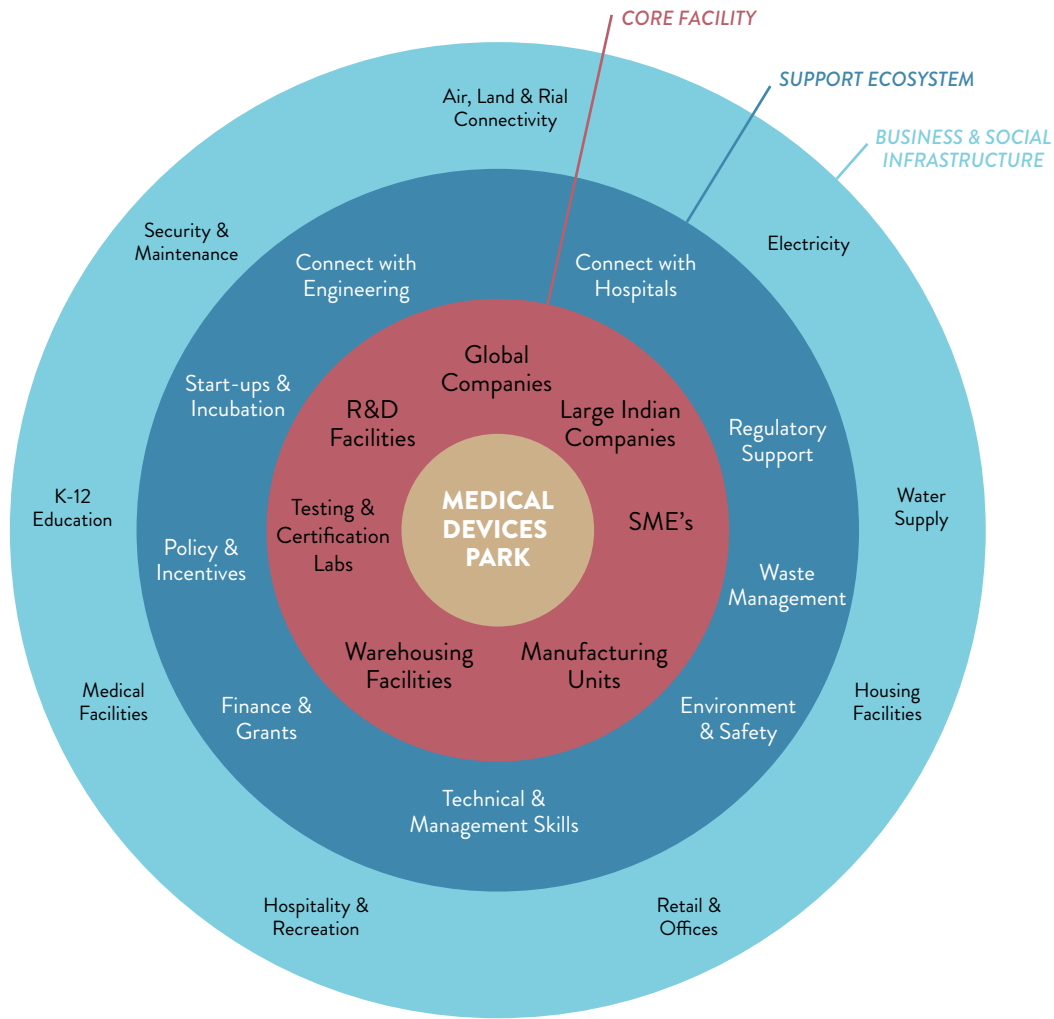 CORE FACILITY
SUPPORT ECOSYSTEM
BUSINESS & SOCIAL
INFRASTRUCTURE
Air, Land & Rial
Connectivity
Electricity
Water
Supply
Housing
Facilities
Retail &
Offices
Hospitality &
Recreation
Medical
Facilities
K-12
Education
Security &
Maintenance
Connect with
Engineering
Connect with
Hospitals
Regulatory
Support
Waste
Management
Environment
& Safety
Technical &
Management Skills
Finance &
Grants
Policy &
Incentives
Start-ups &
Incubation
Global
Companies
Large Indian
Companies
SME's
Manufacturing
Units
Warehousing
Facilities
Testing &
Certification
Labs
R&D
Facilities
MEDICAL
DEVICES
PARK